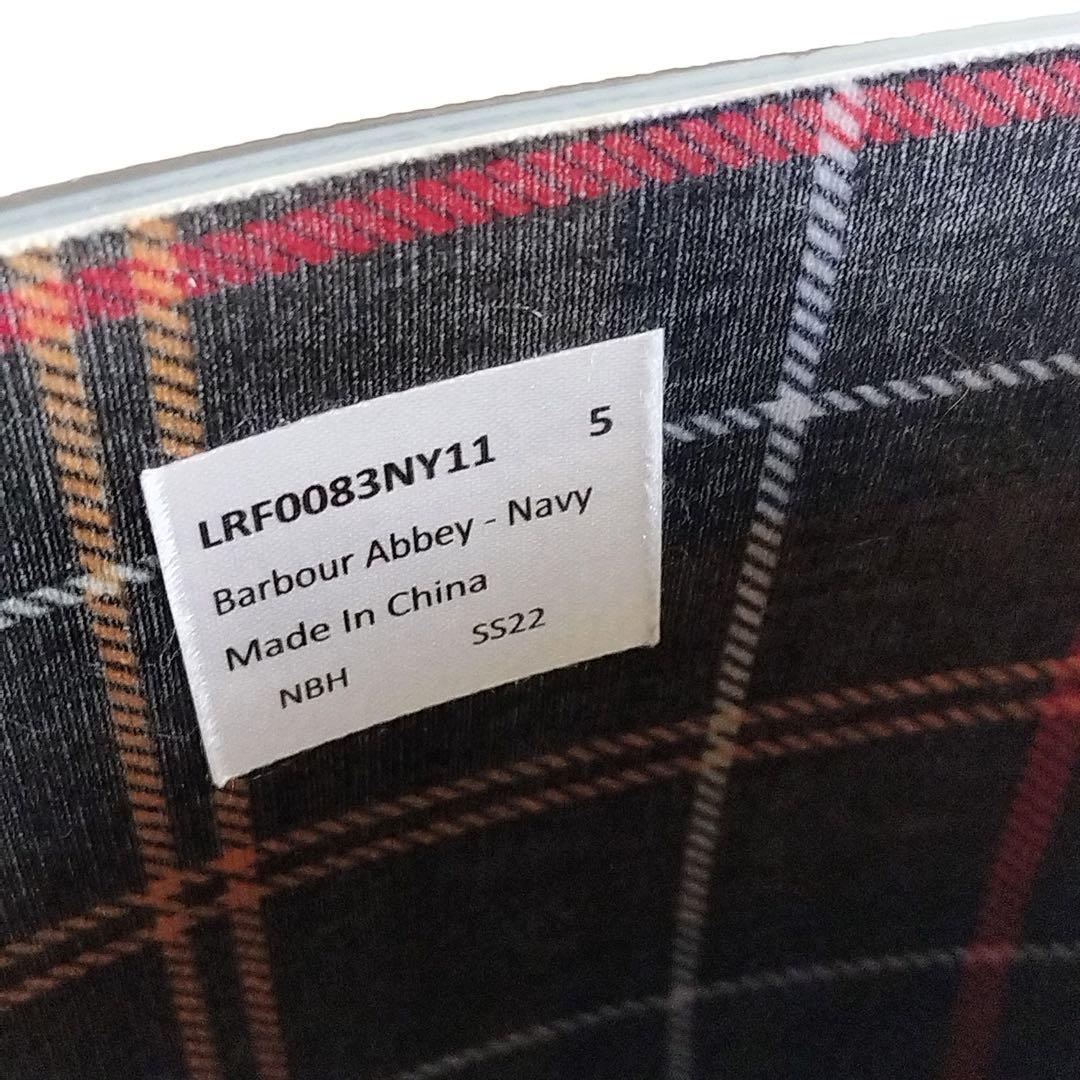 LRF0083NY11 5
Barbour Abbey - Navy
Made In China
NBH SS22